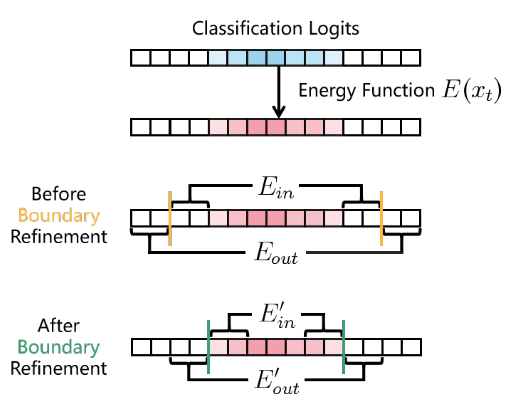 Classification Logits
Energy Function E(x_t)
Before
Boundary
Refinement
E_in
E_out
After
Boundary
Refinement
E'_in
E'_out